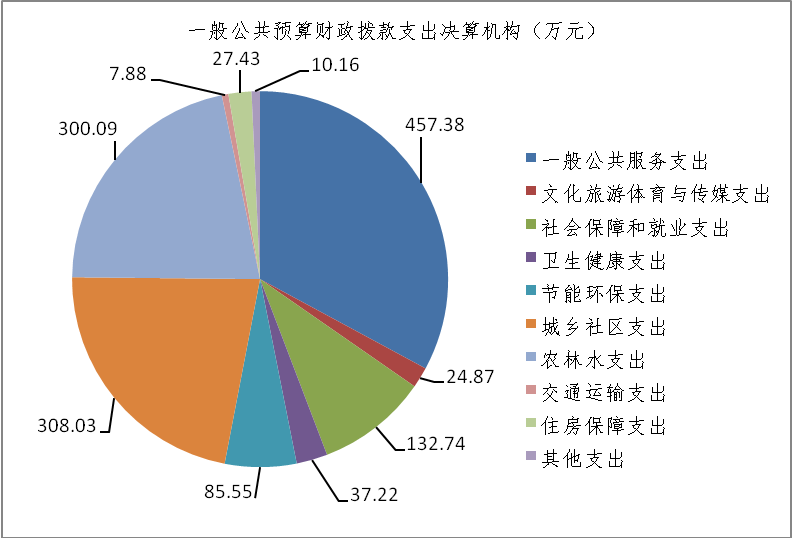 一般公共预算财政拨款支出决算机构（万元）
7.88
27.43
10.16
300.09
457.38
308.03
24.87
132.74
85.55
37.22
一般公共服务支出
文化旅游体育与传媒支出
社会保障和就业支出
卫生健康支出
节能环保支出
城乡社区支出
农林水支出
交通运输支出
住房保障支出
其他支出